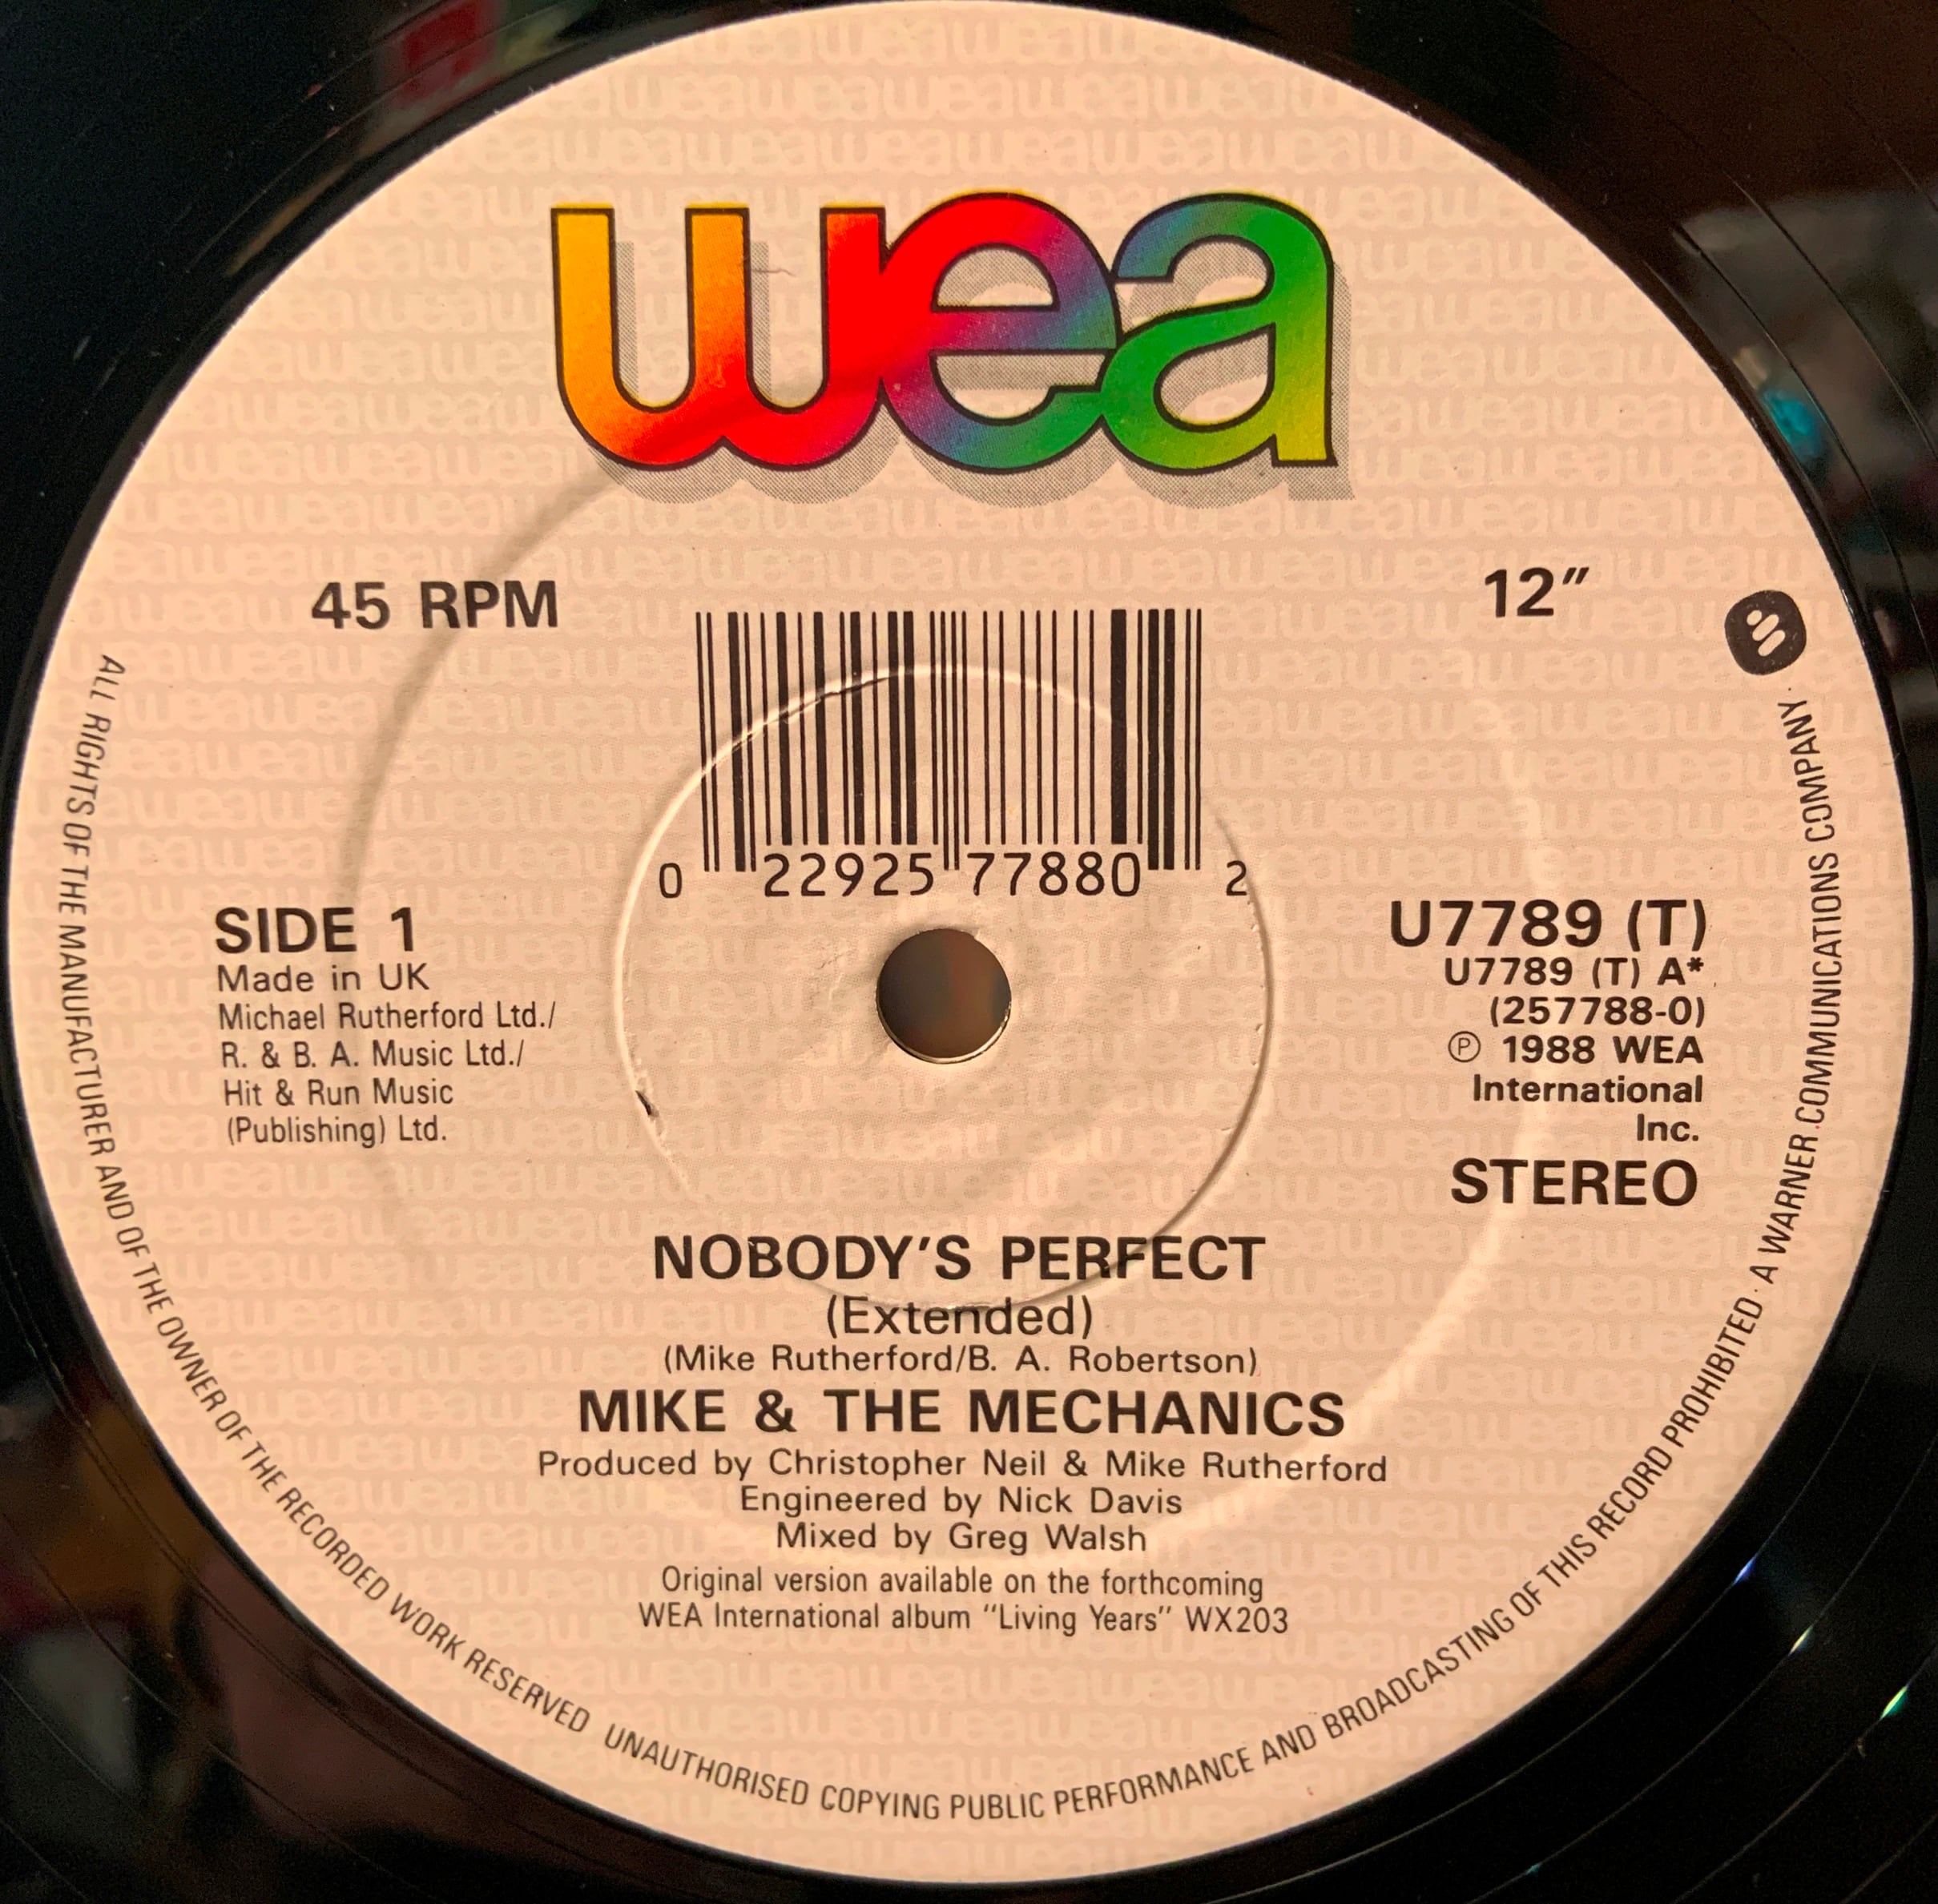 wea
45 RPM
12"
0 22925 77880 2
SIDE 1
Made in UK
Michael Rutherford Ltd./
R. & B. A. Music Ltd./
Hit & Run Music
(Publishing) Ltd.
U7789 (T)
U7789 (T) A*
(257788-0)
℗ 1988 WEA
International
Inc.
STEREO
NOBODY'S PERFECT
(Extended)
(Mike Rutherford/B. A. Robertson)
MIKE & THE MECHANICS
Produced by Christopher Neil & Mike Rutherford
Engineered by Nick Davis
Mixed by Greg Walsh
Original version available on the forthcoming
WEA International album "Living Years" WX203
ALL RIGHTS OF THE MANUFACTURER AND OF THE OWNER OF THE RECORDED WORK RESERVED UNAUTHORISED COPYING PUBLIC PERFORMANCE AND BROADCASTING OF THIS RECORD PROHIBITED · A WARNER COMMUNICATIONS COMPANY ·